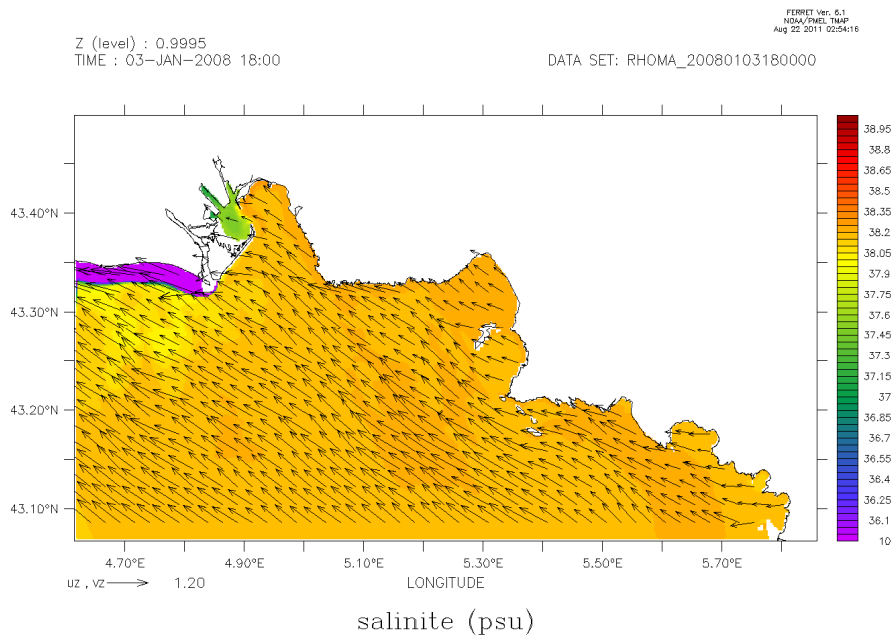 FERRET Ver. 6.1
NOAA/PMEL TMAP
Aug 22 2011 02:54:16
Z (level) : 0.9995
TIME : 03-JAN-2008 18:00
DATA SET: RHOMA_20080103180000
38.95
38.8
38.65
38.5
38.35
38.2
38.05
37.9
37.75
37.6
37.45
37.3
37.15
37
36.85
36.7
36.55
36.4
36.25
36.1
10
43.40°N
43.30°N
43.20°N
43.10°N
4.70°E 4.90°E 5.10°E 5.30°E 5.50°E 5.70°E
uz , vz 1.20
LONGITUDE
salinite (psu)